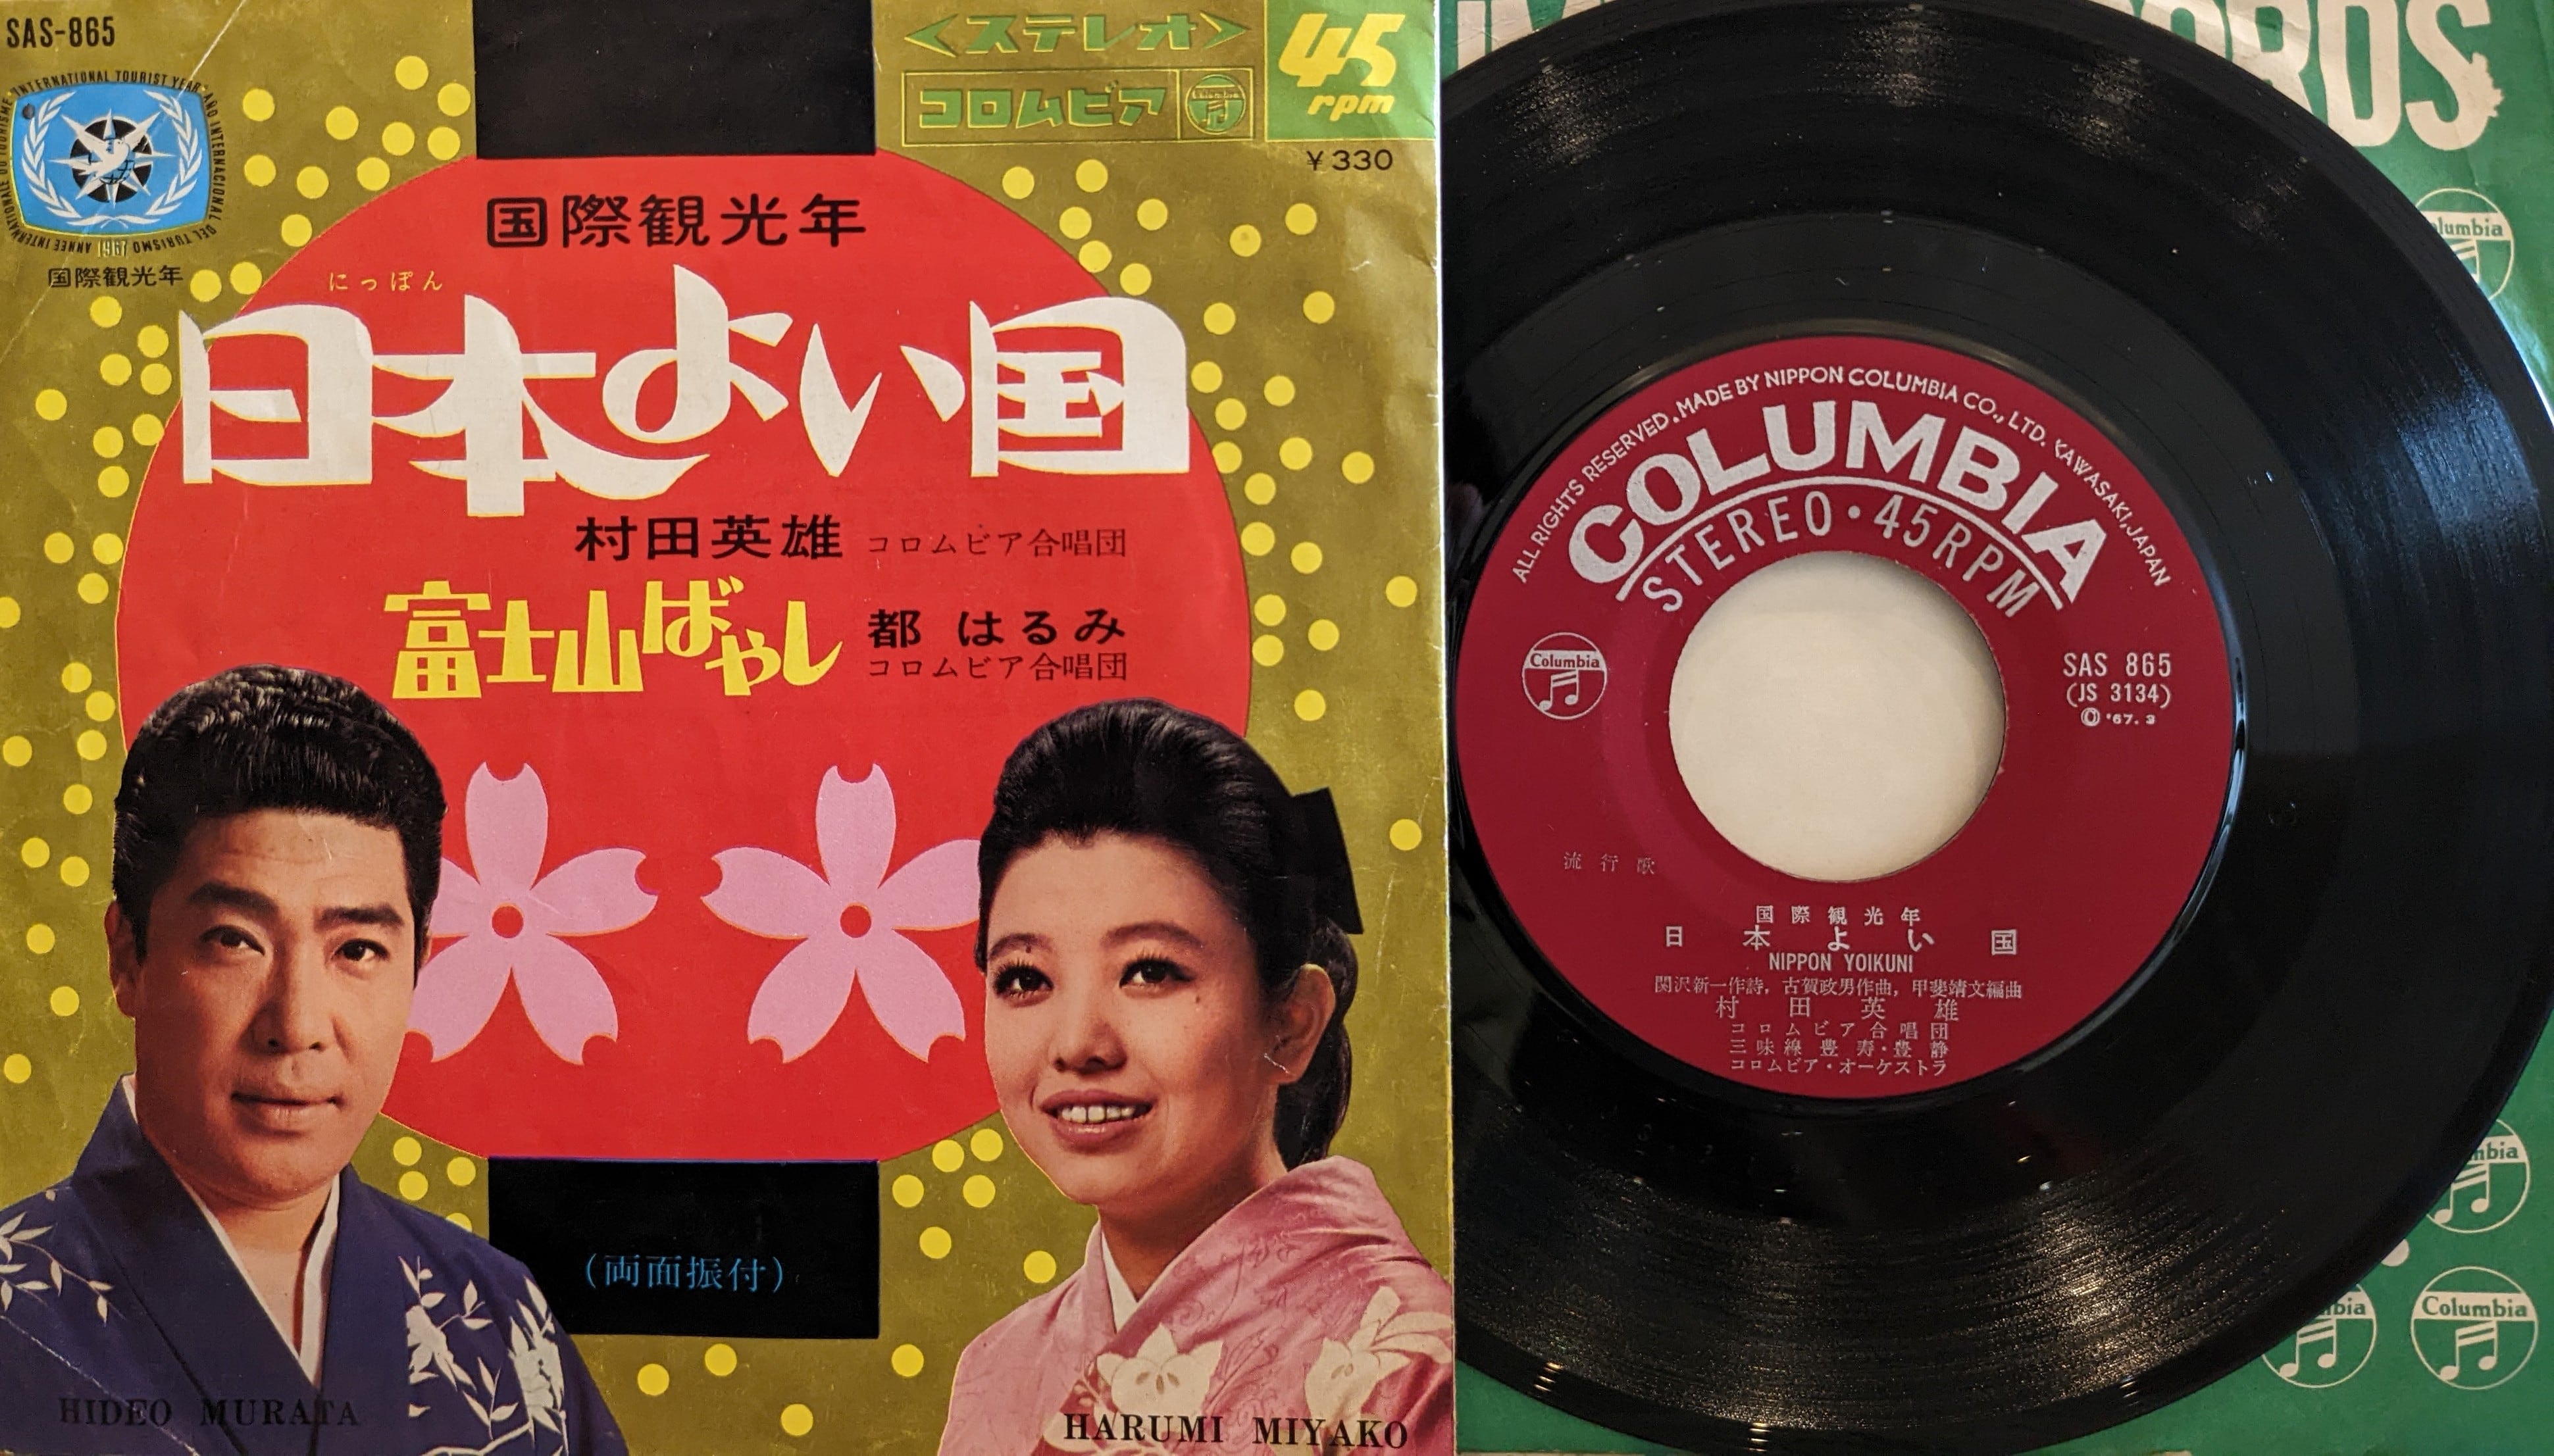 SAS-865
INTERNATIONAL TOURIST YEAR
AÑO INTERNACIONAL DEL TURISMO
ANNÉE INTERNATIONALE DU TOURISME
1967
国際観光年
<ステレオ>
コロムビア
Columbia
45
rpm
¥330
国際観光年
にっぽん
日本よい国
村田英雄 コロムビア合唱団
富士山ばやし 都はるみ
コロムビア合唱団
(両面振付)
HIDEO MURATA
HARUMI MIYAKO
ALL RIGHTS RESERVED. MADE BY NIPPON COLUMBIA CO., LTD. KAWASAKI, JAPAN
COLUMBIA
STEREO・45RPM
Columbia
SAS 865
(JS 3134)
Ⓒ'67.3
流行歌
国際観光年
日本よい国
NIPPON YOIKUNI
関沢新一作詩, 古賀政男作曲, 甲斐靖文編曲
村田英雄
コロムビア合唱団
三味線豊寿・豊静
コロムビア・オーケストラ
Columbia